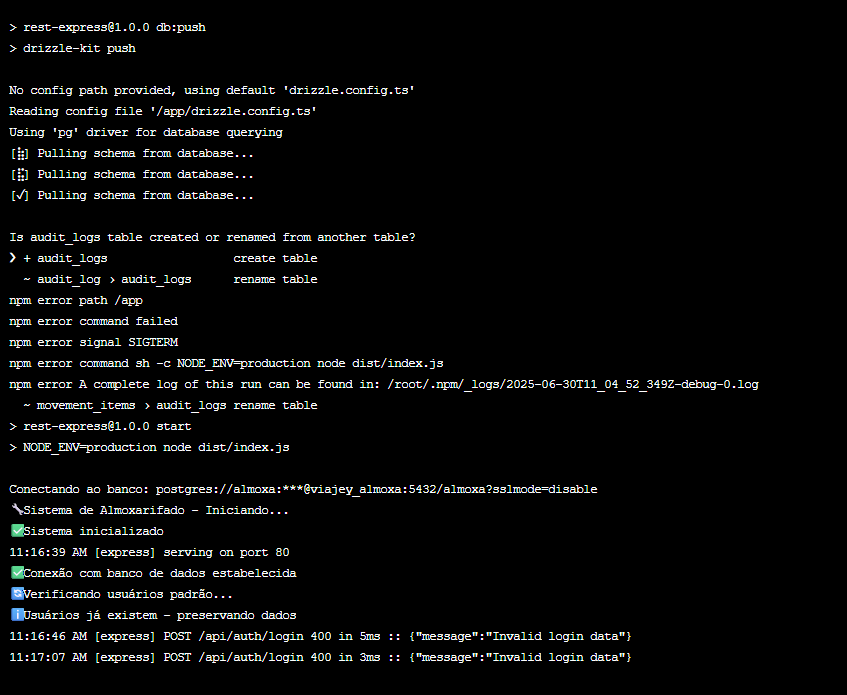 > rest-express@1.0.0 db:push
> drizzle-kit push
No config path provided, using default 'drizzle.config.ts'
Reading config file '/app/drizzle.config.ts'
Using 'pg' driver for database querying
[⣷] Pulling schema from database...
[⣯] Pulling schema from database...
[✓] Pulling schema from database...
Is audit_logs table created or renamed from another table?
❯ + audit_logs                  create table
  ~ audit_log › audit_logs      rename table
npm error path /app
npm error command failed
npm error signal SIGTERM
npm error command sh -c NODE_ENV=production node dist/index.js
npm error A complete log of this run can be found in: /root/.npm/_logs/2025-06-30T11_04_52_349Z-debug-0.log
  ~ movement_items › audit_logs rename table
> rest-express@1.0.0 start
> NODE_ENV=production node dist/index.js
Conectando ao banco: postgres://almoxa:***@viajey_almoxa:5432/almoxa?sslmode=disable
🔧Sistema de Almoxarifado - Iniciando...
✅Sistema inicializado
11:16:39 AM [express] serving on port 80
✅Conexão com banco de dados estabelecida
🔄Verificando usuários padrão...
ℹ️Usuários já existem - preservando dados
11:16:46 AM [express] POST /api/auth/login 400 in 5ms :: {"message":"Invalid login data"}
11:17:07 AM [express] POST /api/auth/login 400 in 3ms :: {"message":"Invalid login data"}